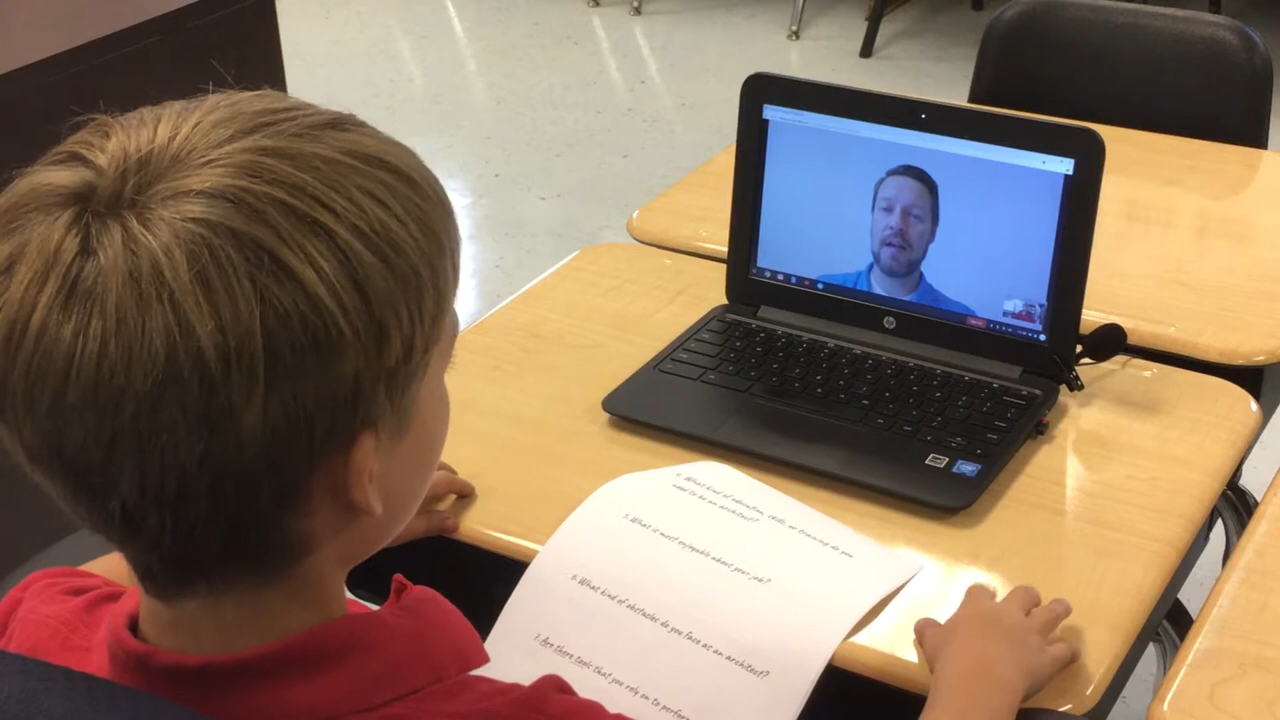 hp
4. What kind of education, skills, or training do you
need to be an architect?
5. What is most enjoyable about your job?
6. What kind of obstacles do you face as an architect?
7. Are there tools that you rely on to perform